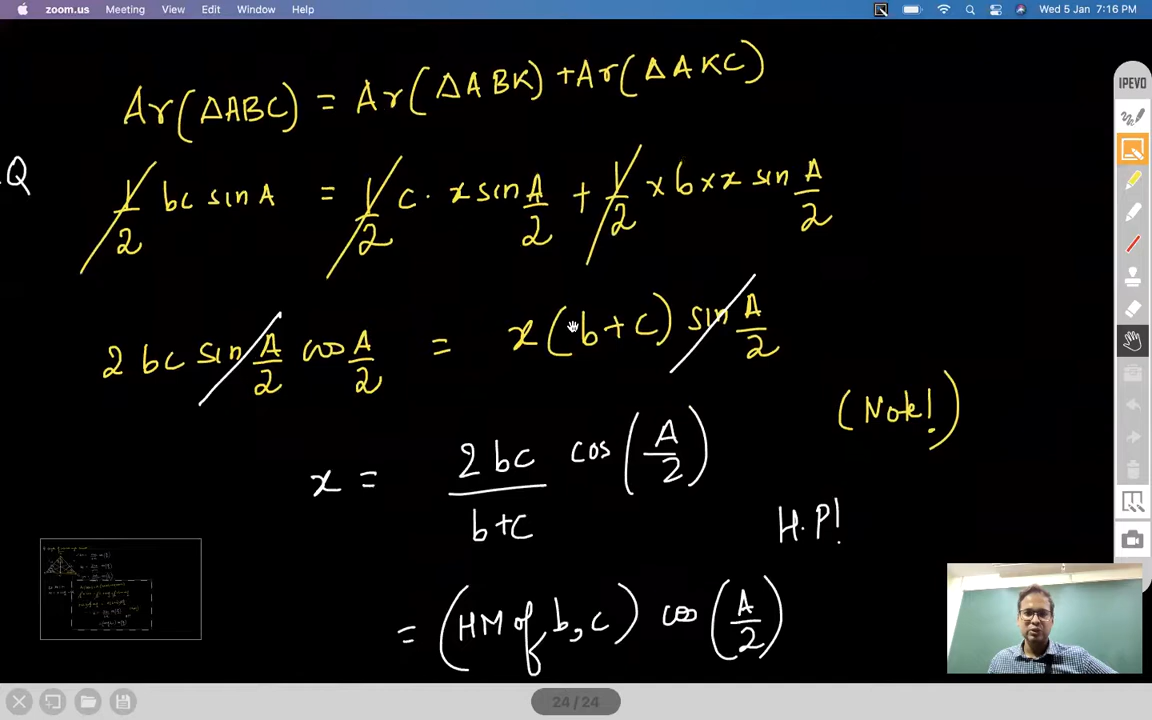 zoom.us Meeting View Edit Window Help Wed 5 Jan 7:16 PM
IPEVO
Ar(ΔABC) = Ar(ΔABK) + Ar(ΔAKC)
Q
1/2 bc sin A = 1/2 c · x sin A/2 + 1/2 × b × x sin A/2
2 bc sin A/2 cos A/2 = x (b+c) sin A/2
(Note!)
x = 2bc/b+c cos (A/2)
H.P!
= (HM of b, c) cos (A/2)
24 / 24